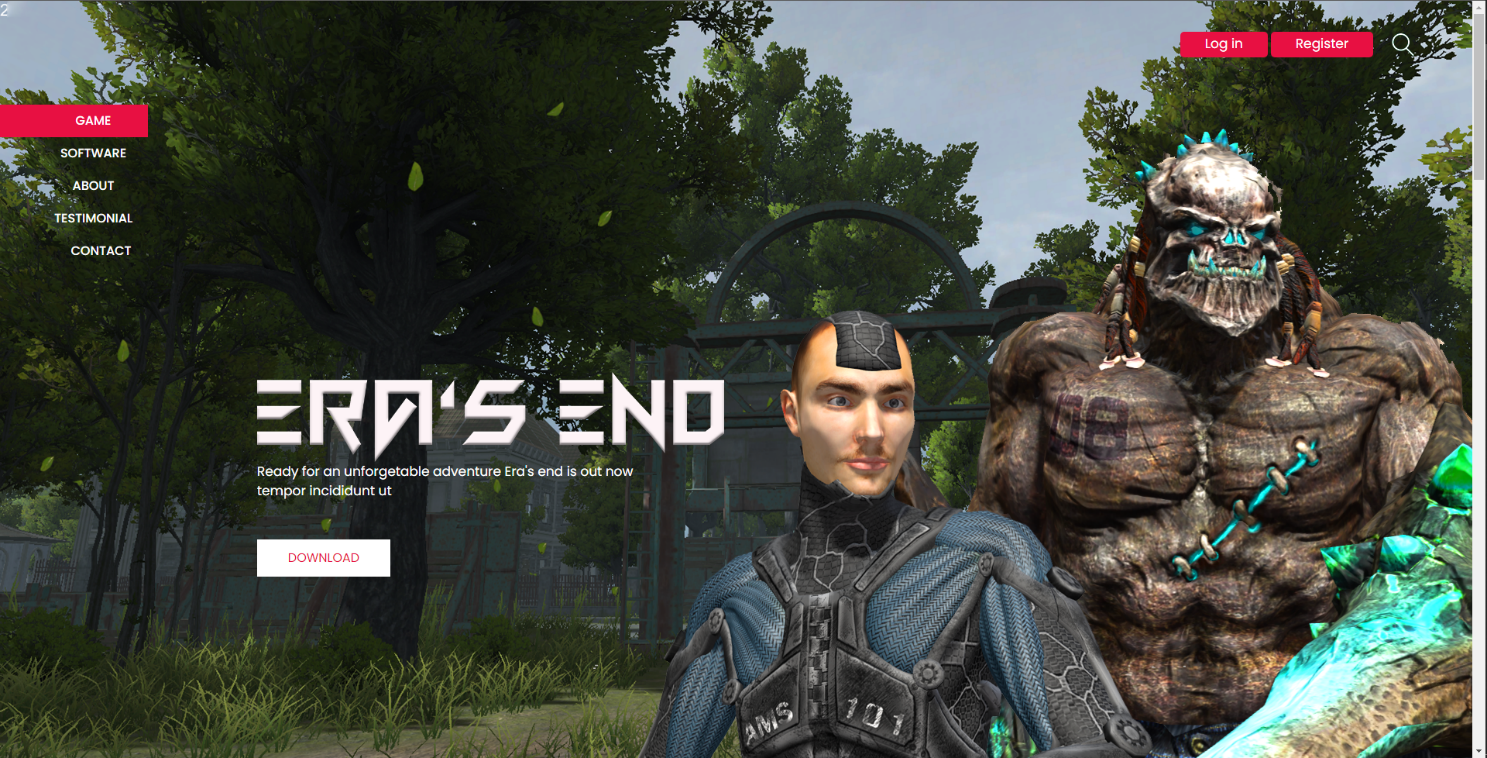 2
Log in
Register
GAME
SOFTWARE
ABOUT
TESTIMONIAL
CONTACT
ERA'S END
Ready for an unforgetable adventure Era's end is out now
tempor incididunt ut
DOWNLOAD
08
AMS 101